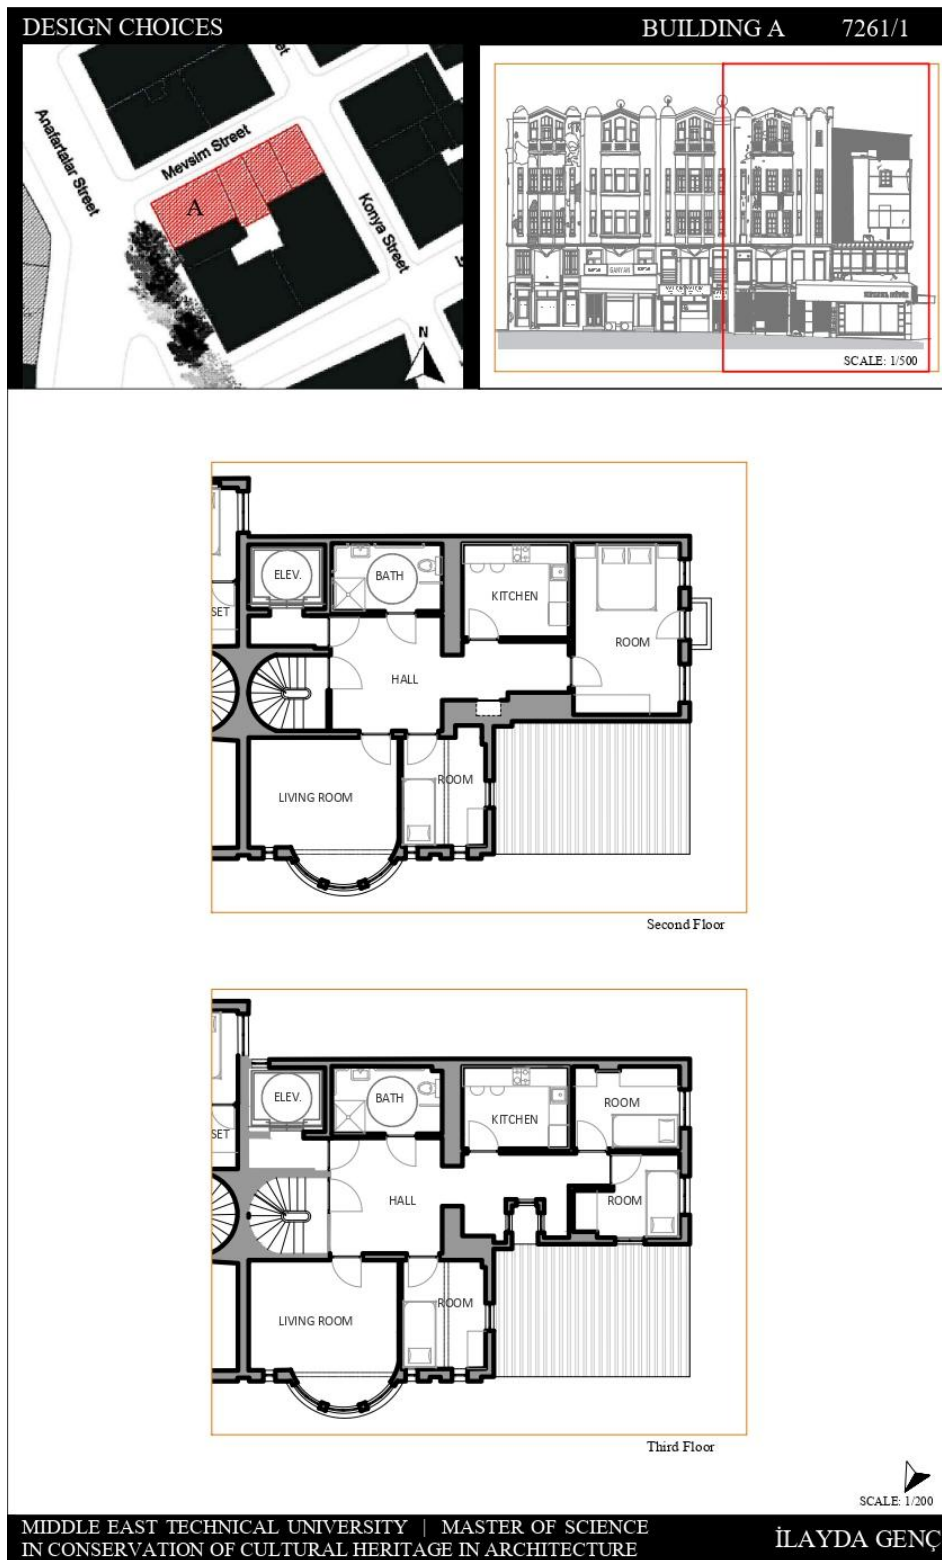 DESIGN CHOICES
BUILDING A 7261/1
Anafartalar Street
Mevsim Street
Konya Street
A
N
GANYAN
SCALE: 1/500
ELEV.
BATH
KITCHEN
SET
ROOM
HALL
LIVING ROOM
ROOM
Second Floor
ELEV.
BATH
KITCHEN
ROOM
SET
HALL
ROOM
LIVING ROOM
ROOM
Third Floor
SCALE: 1/200
MIDDLE EAST TECHNICAL UNIVERSITY | MASTER OF SCIENCE
IN CONSERVATION OF CULTURAL HERITAGE IN ARCHITECTURE
İLAYDA GENÇ